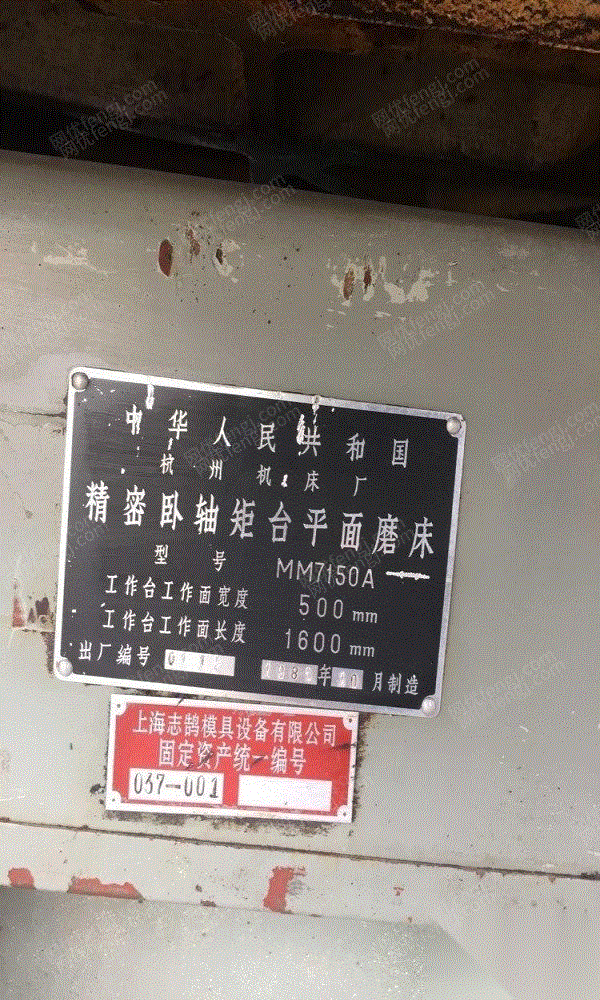 中华人民共和国
杭州机床厂
精密卧轴矩台平面磨床
型号 MM7150A
工作台工作面宽度 500 mm
工作台工作面长度 1600 mm
出厂编号 年 月制造
上海志鹄模具设备有限公司
固定资产统一编号
037-001